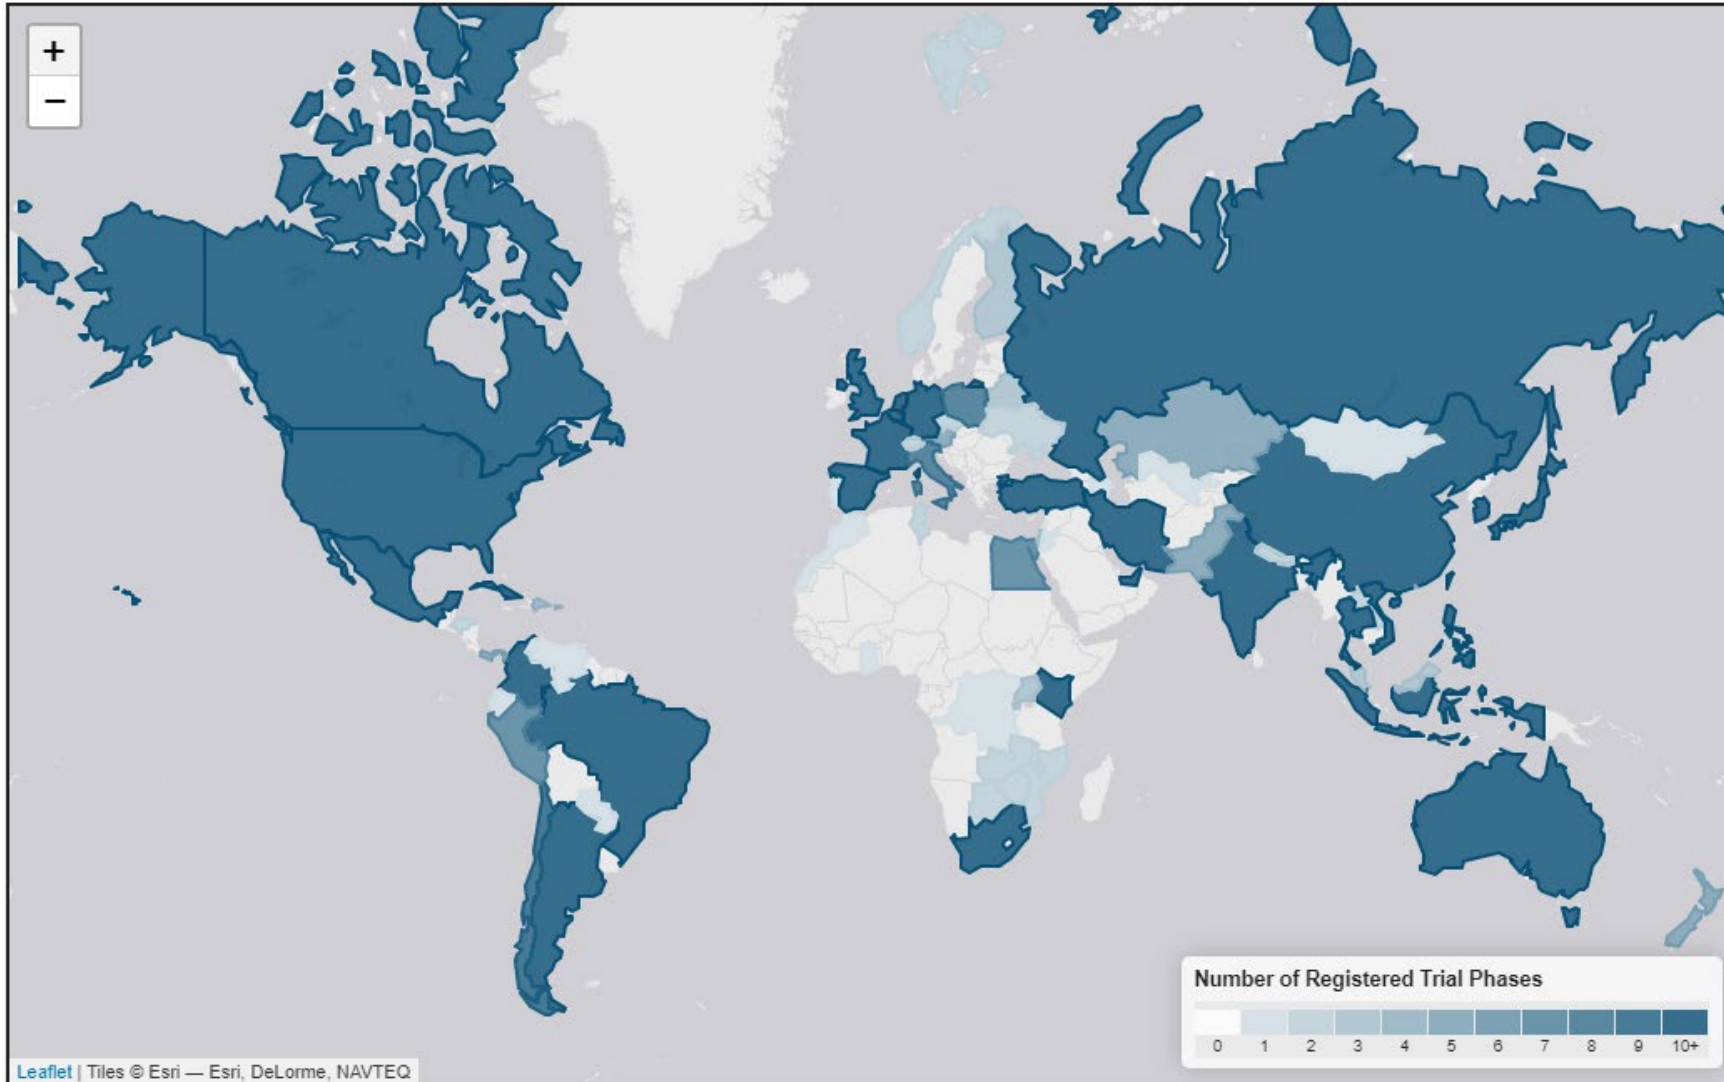 +
−
Number of Registered Trial Phases
0 1 2 3 4 5 6 7 8 9 10+
Leaflet | Tiles © Esri — Esri, DeLorme, NAVTEQ